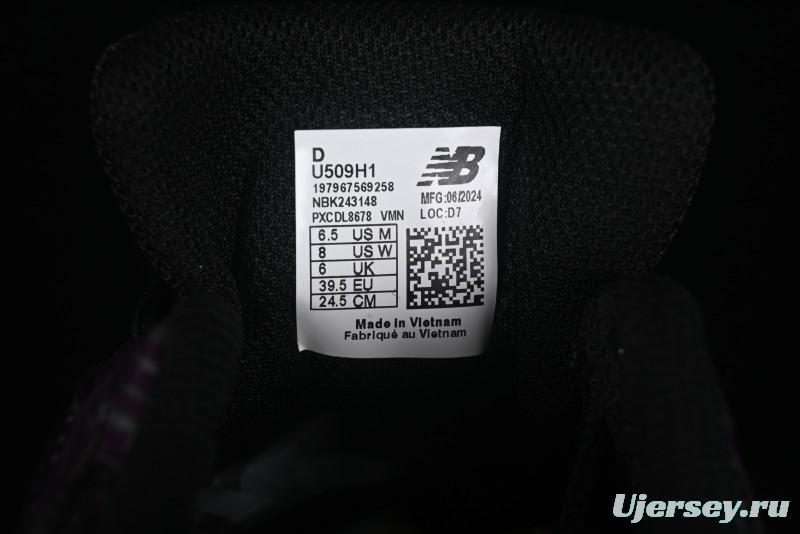 D
U509H1
197967569258
NBK243148
PXCDL8678 VMN
NB
MFG:06/2024
LOC:D7
6.5 US M
8 US W
6 UK
39.5 EU
24.5 CM
Made in Vietnam
Fabriqué au Vietnam
Ujersey.ru